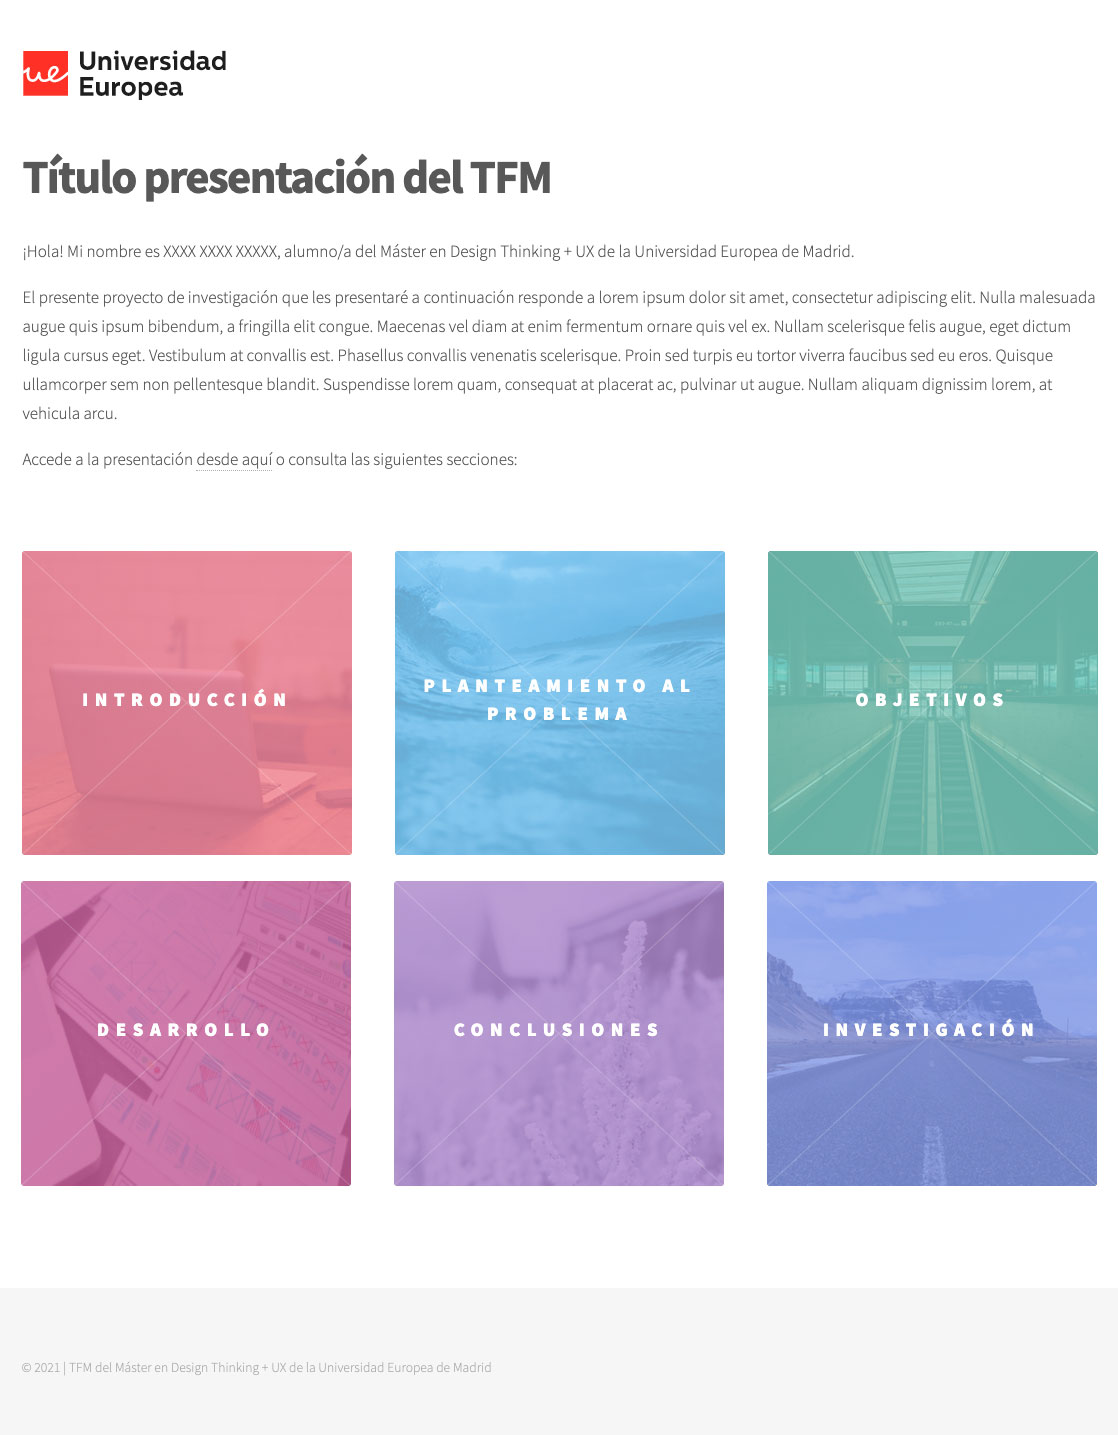 ue Universidad
Europea
Título presentación del TFM
¡Hola! Mi nombre es XXXX XXXX XXXXX, alumno/a del Máster en Design Thinking + UX de la Universidad Europea de Madrid.
El presente proyecto de investigación que les presentaré a continuación responde a lorem ipsum dolor sit amet, consectetur adipiscing elit. Nulla malesuada
augue quis ipsum bibendum, a fringilla elit congue. Maecenas vel diam at enim fermentum ornare quis vel ex. Nullam scelerisque felis augue, eget dictum
ligula cursus eget. Vestibulum at convallis est. Phasellus convallis venenatis scelerisque. Proin sed turpis eu tortor viverra faucibus sed eu eros. Quisque
ullamcorper sem non pellentesque blandit. Suspendisse lorem quam, consequat at placerat ac, pulvinar ut augue. Nullam aliquam dignissim lorem, at
vehicula arcu.
Accede a la presentación desde aquí o consulta las siguientes secciones:
INTRODUCCIÓN
PLANTEAMIENTO AL
PROBLEMA
OBJETIVOS
DESARROLLO
CONCLUSIONES
INVESTIGACIÓN
© 2021 | TFM del Máster en Design Thinking + UX de la Universidad Europea de Madrid